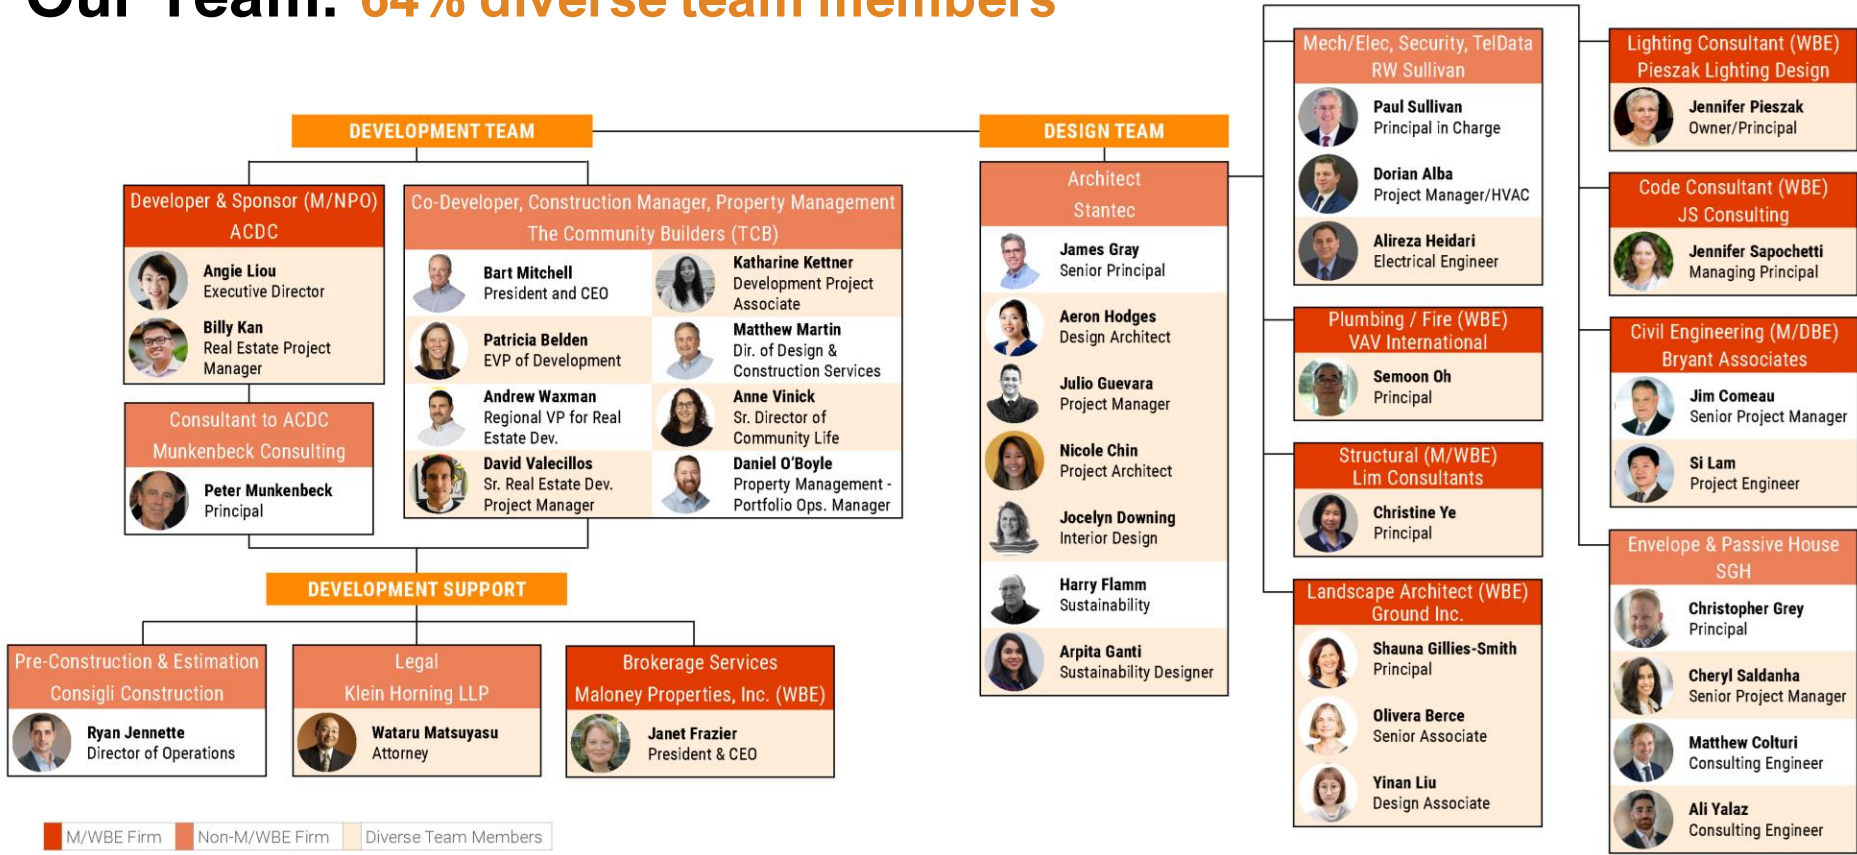 Our Team: 64% diverse team members
DEVELOPMENT TEAM
Developer & Sponsor (M/NPO)
ACDC
Angie Liou
Executive Director
Billy Kan
Real Estate Project
Manager
Consultant to ACDC
Munkenbeck Consulting
Peter Munkenbeck
Principal
Co-Developer, Construction Manager, Property Management
The Community Builders (TCB)
Bart Mitchell
President and CEO
Patricia Belden
EVP of Development
Andrew Waxman
Regional VP for Real
Estate Dev.
David Valecillos
Sr. Real Estate Dev.
Project Manager
Katharine Kettner
Development Project
Associate
Matthew Martin
Dir. of Design &
Construction Services
Anne Vinick
Sr. Director of
Community Life
Daniel O'Boyle
Property Management -
Portfolio Ops. Manager
DEVELOPMENT SUPPORT
Pre-Construction & Estimation
Consigli Construction
Ryan Jennette
Director of Operations
Legal
Klein Horning LLP
Wataru Matsuyasu
Attorney
Brokerage Services
Maloney Properties, Inc. (WBE)
Janet Frazier
President & CEO
DESIGN TEAM
Architect
Stantec
James Gray
Senior Principal
Aeron Hodges
Design Architect
Julio Guevara
Project Manager
Nicole Chin
Project Architect
Jocelyn Downing
Interior Design
Harry Flamm
Sustainability
Arpita Ganti
Sustainability Designer
Mech/Elec, Security, TelData
RW Sullivan
Paul Sullivan
Principal in Charge
Dorian Alba
Project Manager/HVAC
Alireza Heidari
Electrical Engineer
Plumbing / Fire (WBE)
VAV International
Semoon Oh
Principal
Structural (M/WBE)
Lim Consultants
Christine Ye
Principal
Landscape Architect (WBE)
Ground Inc.
Shauna Gillies-Smith
Principal
Olivera Berce
Senior Associate
Yinan Liu
Design Associate
Lighting Consultant (WBE)
Pieszak Lighting Design
Jennifer Pieszak
Owner/Principal
Code Consultant (WBE)
JS Consulting
Jennifer Sapochetti
Managing Principal
Civil Engineering (M/DBE)
Bryant Associates
Jim Comeau
Senior Project Manager
Si Lam
Project Engineer
Envelope & Passive House
SGH
Christopher Grey
Principal
Cheryl Saldanha
Senior Project Manager
Matthew Colturi
Consulting Engineer
Ali Yalaz
Consulting Engineer
M/WBE Firm
Non-M/WBE Firm
Diverse Team Members